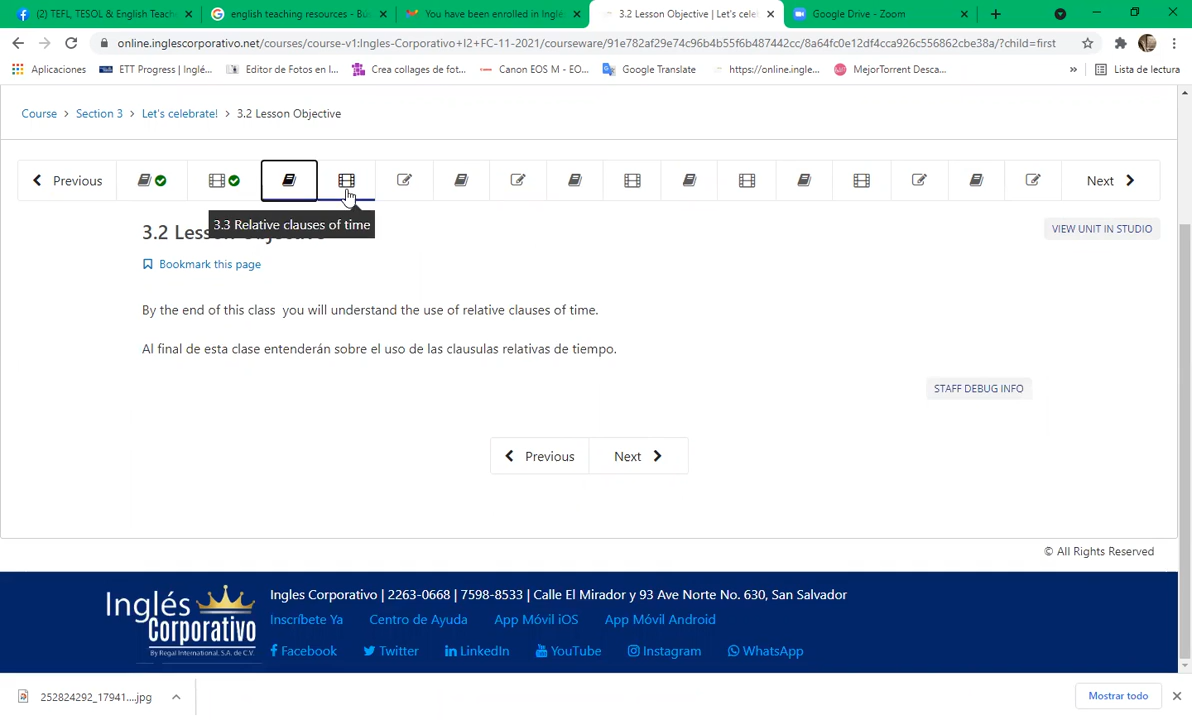 (2) TEFL, TESOL & English Teache
english teaching resources - Bu
You have been enrolled in Inglé
3.2 Lesson Objective | Let's cele
Google Drive - Zoom
online.inglescorporativo.net/courses/course-v1:Ingles-Corporativo+I2+FC-11-2021/courseware/91e782af29e74c96b4b55f6b487442cc/8a64fc0e12df4cca926c556862cbe38a/?child=first
Aplicaciones
ETT Progress | Inglé...
Editor de Fotos en l...
Crea collages de fot...
Canon EOS M - EO...
Google Translate
https://online.ingle...
MejorTorrent Desca...
»
Lista de lectura
Course > Section 3 > Let's celebrate! > 3.2 Lesson Objective
Previous
Next
3.3 Relative clauses of time
3.2 Lesson Objective
VIEW UNIT IN STUDIO
Bookmark this page
By the end of this class you will understand the use of relative clauses of time.
Al final de esta clase entenderán sobre el uso de las clausulas relativas de tiempo.
STAFF DEBUG INFO
Previous
Next
© All Rights Reserved
Inglés Corporativo
By Regal International, S.A. de C.V.
Ingles Corporativo | 2263-0668 | 7598-8533 | Calle El Mirador y 93 Ave Norte No. 630, San Salvador
Inscríbete Ya
Centro de Ayuda
App Móvil iOS
App Móvil Android
Facebook
Twitter
LinkedIn
YouTube
Instagram
WhatsApp
252824292_17941....jpg
Mostrar todo